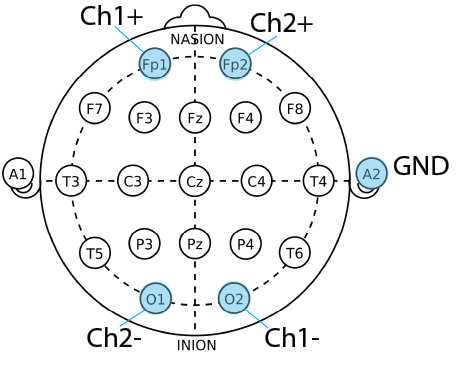 Ch1+ Ch2+
NASION
Fp1 Fp2
F7 F3 Fz F4 F8
A1 T3 C3 Cz C4 T4 A2 GND
T5 P3 Pz P4 T6
O1 O2
Ch2- Ch1-
INION